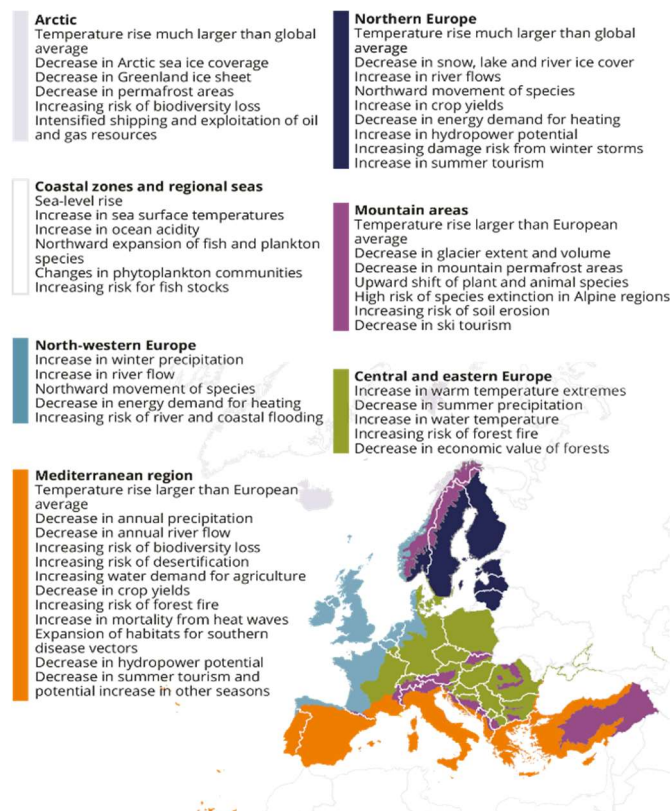 Arctic
Temperature rise much larger than global
average
Decrease in Arctic sea ice coverage
Decrease in Greenland ice sheet
Decrease in permafrost areas
Increasing risk of biodiversity loss
Intensified shipping and exploitation of oil
and gas resources
Coastal zones and regional seas
Sea-level rise
Increase in sea surface temperatures
Increase in ocean acidity
Northward expansion of fish and plankton
species
Changes in phytoplankton communities
Increasing risk for fish stocks
North-western Europe
Increase in winter precipitation
Increase in river flow
Northward movement of species
Decrease in energy demand for heating
Increasing risk of river and coastal flooding
Mediterranean region
Temperature rise larger than European
average
Decrease in annual precipitation
Decrease in annual river flow
Increasing risk of biodiversity loss
Increasing risk of desertification
Increasing water demand for agriculture
Decrease in crop yields
Increasing risk of forest fire
Increase in mortality from heat waves
Expansion of habitats for southern
disease vectors
Decrease in hydropower potential
Decrease in summer tourism and
potential increase in other seasons
Northern Europe
Temperature rise much larger than global
average
Decrease in snow, lake and river ice cover
Increase in river flows
Northward movement of species
Increase in crop yields
Decrease in energy demand for heating
Increase in hydropower potential
Increasing damage risk from winter storms
Increase in summer tourism
Mountain areas
Temperature rise larger than European
average
Decrease in glacier extent and volume
Decrease in mountain permafrost areas
Upward shift of plant and animal species
High risk of species extinction in Alpine regions
Increasing risk of soil erosion
Decrease in ski tourism
Central and eastern Europe
Increase in warm temperature extremes
Decrease in summer precipitation
Increase in water temperature
Increasing risk of forest fire
Decrease in economic value of forests